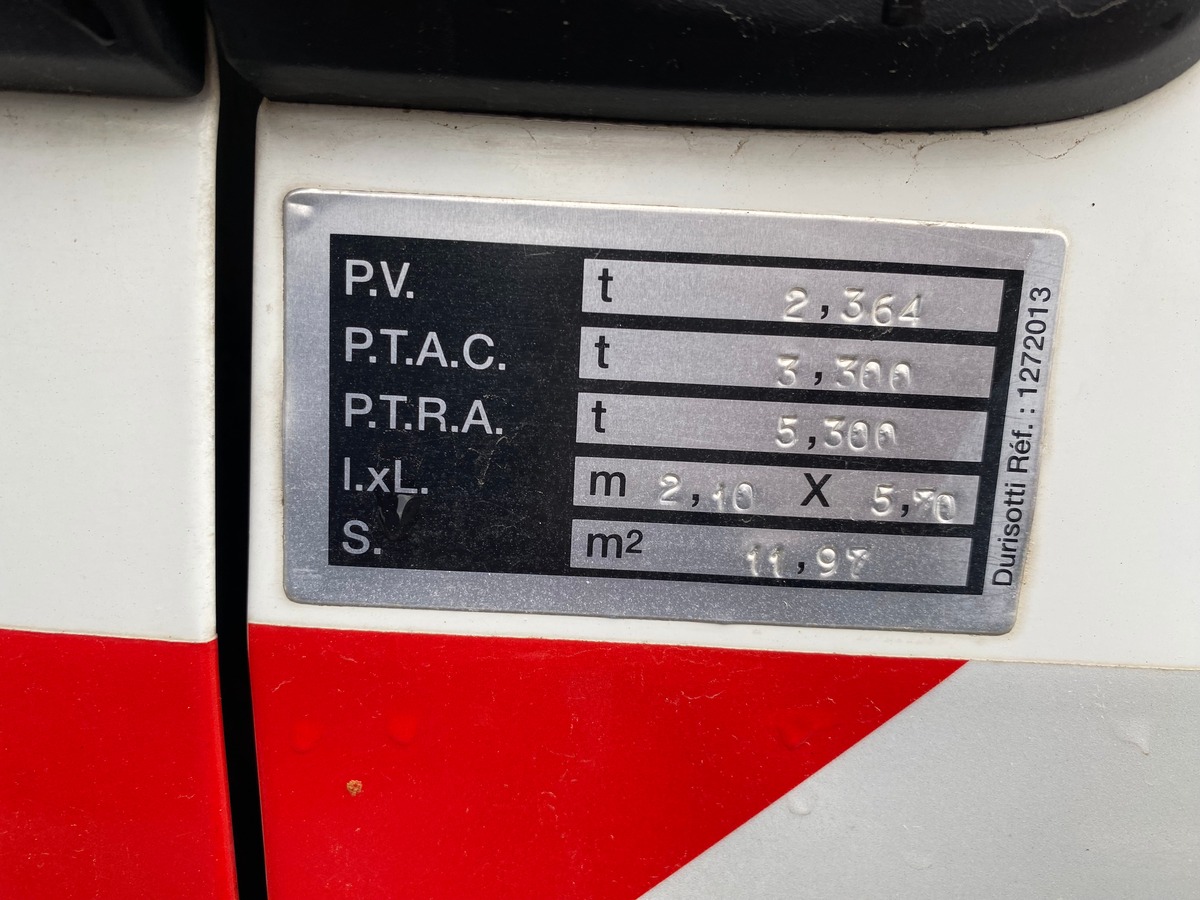 P.V. t 2,364
P.T.A.C. t 3,300
P.T.R.A. t 5,300
l.xL. m 2,10 X 5,70
S. m² 11,97
Durisotti Réf. : 1272013